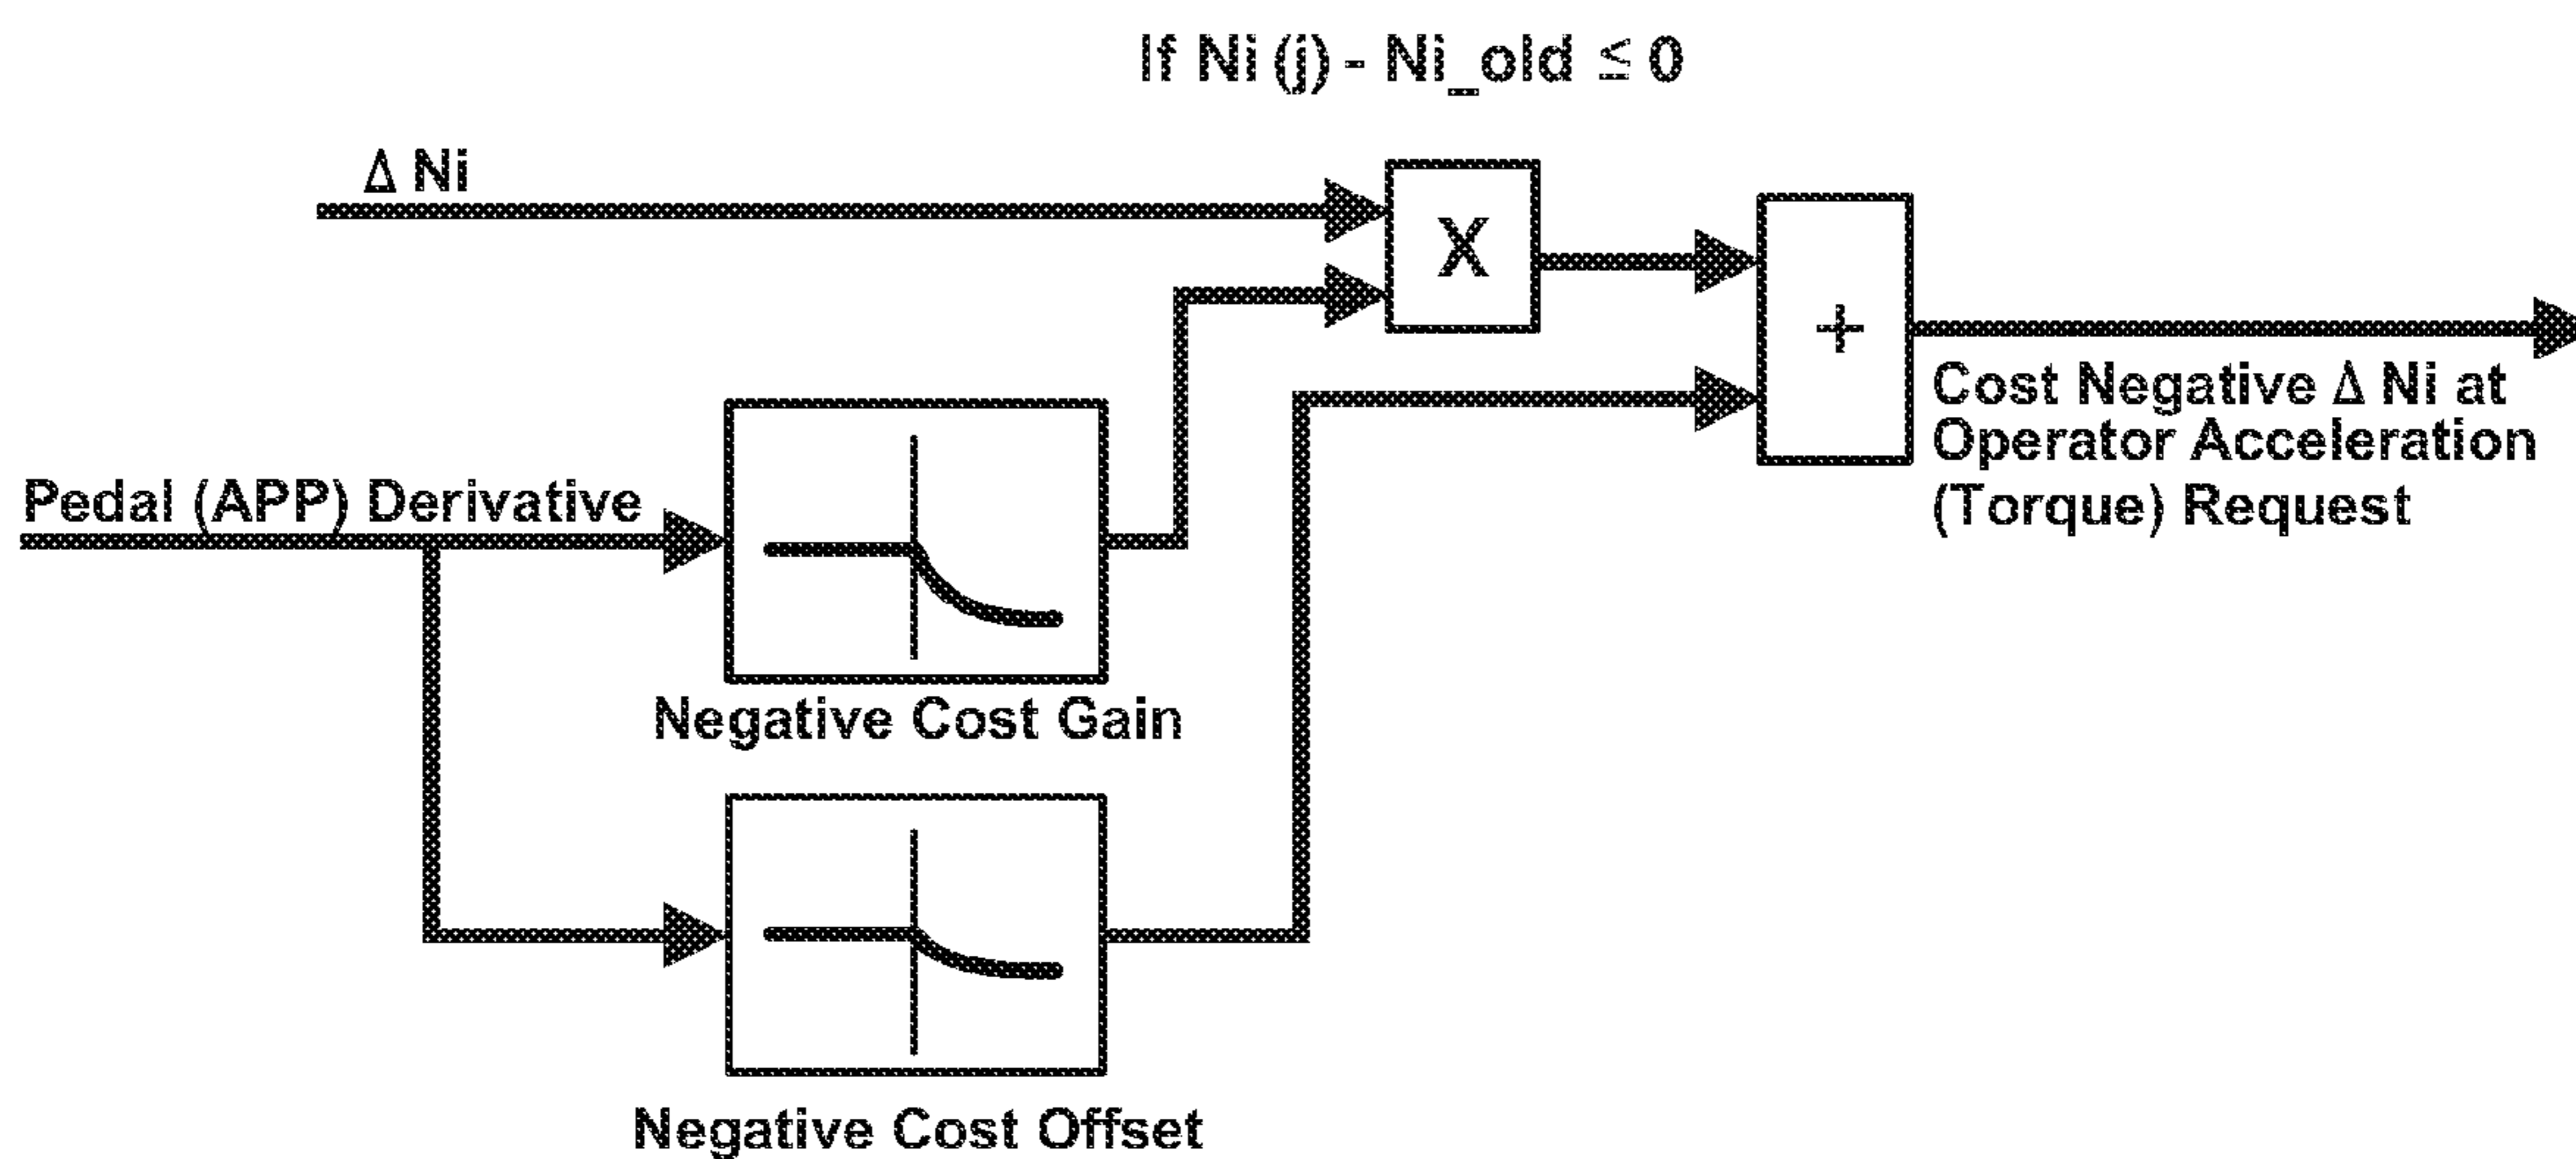 If Ni (j) - Ni_old ≤ 0
Δ Ni
X
+
Cost Negative Δ Ni at
Operator Acceleration
(Torque) Request
Pedal (APP) Derivative
Negative Cost Gain
Negative Cost Offset